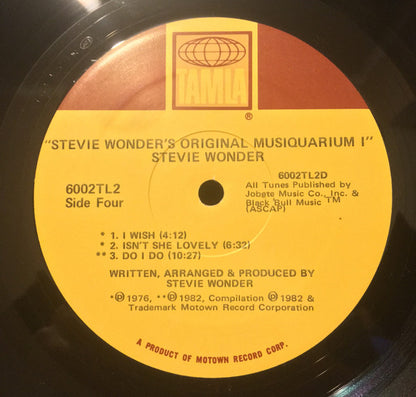 TAMLA
®
"STEVIE WONDER'S ORIGINAL MUSIQUARIUM I"
STEVIE WONDER
6002TL2
Side Four
6002TL2D
All Tunes Published by
Jobete Music Co., Inc. &
Black Bull Music TM
(ASCAP)
* 1. I WISH (4:12)
* 2. ISN'T SHE LOVELY (6:32)
** 3. DO I DO (10:27)
WRITTEN, ARRANGED & PRODUCED BY
STEVIE WONDER
*℗ 1976, **℗ 1982, Compilation ℗ 1982 &
Trademark Motown Record Corporation
A PRODUCT OF MOTOWN RECORD CORP.